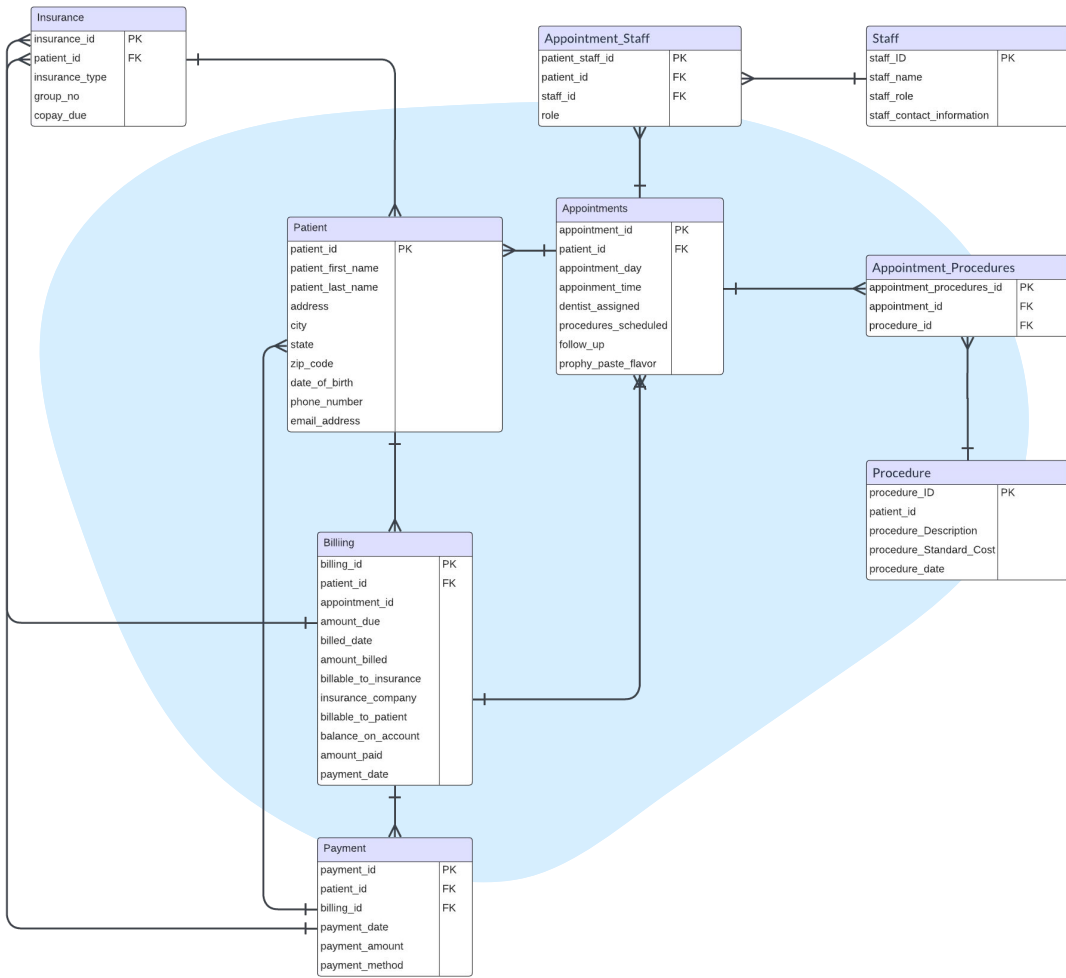 Insurance
insurance_id PK
patient_id FK
insurance_type
group_no
copay_due
Appointment_Staff
patient_staff_id PK
patient_id FK
staff_id FK
role
Staff
staff_ID PK
staff_name
staff_role
staff_contact_information
Patient
patient_id PK
patient_first_name
patient_last_name
address
city
state
zip_code
date_of_birth
phone_number
email_address
Appointments
appointment_id PK
patient_id FK
appointment_day
appoinment_time
dentist_assigned
procedures_scheduled
follow_up
prophy_paste_flavor
Appointment_Procedures
appointment_procedures_id PK
appointment_id FK
procedure_id FK
Procedure
procedure_ID PK
patient_id
procedure_Description
procedure_Standard_Cost
procedure_date
Billiing
billing_id PK
patient_id FK
appointment_id
amount_due
billed_date
amount_billed
billable_to_insurance
insurance_company
billable_to_patient
balance_on_account
amount_paid
payment_date
Payment
payment_id PK
patient_id FK
billing_id FK
payment_date
payment_amount
payment_method